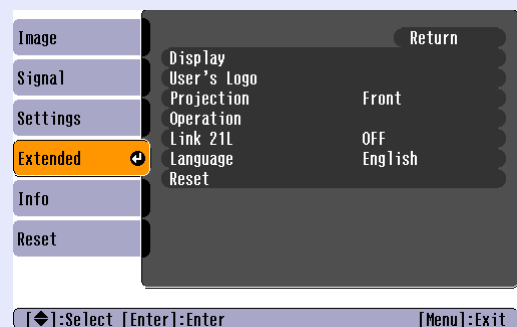 Image
Signal
Settings
Extended
Info
Reset
Return
Display
User's Logo
Projection Front
Operation
Link 21L OFF
Language English
Reset
[◆]:Select [Enter]:Enter [Menu]:Exit